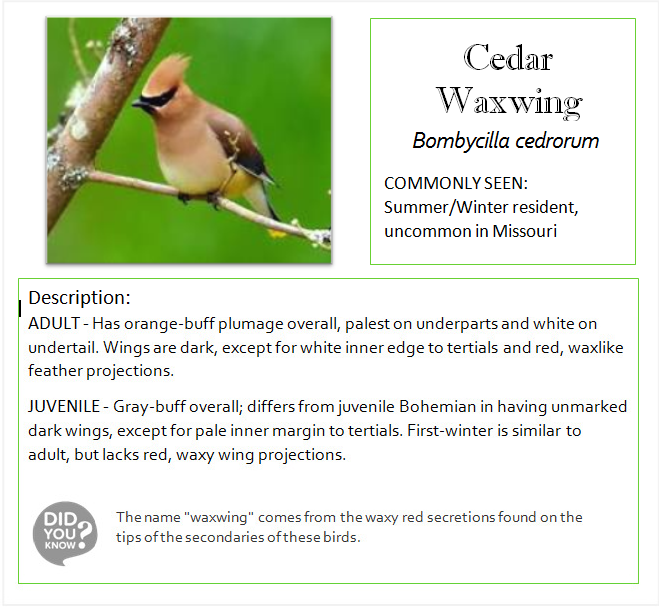 Cedar
Waxwing
Bombycilla cedrorum
COMMONLY SEEN:
Summer/Winter resident,
uncommon in Missouri
Description:
ADULT - Has orange-buff plumage overall, palest on underparts and white on
undertail. Wings are dark, except for white inner edge to tertials and red, waxlike
feather projections.
JUVENILE - Gray-buff overall; differs from juvenile Bohemian in having unmarked
dark wings, except for pale inner margin to tertials. First-winter is similar to
adult, but lacks red, waxy wing projections.
DID
YOU
KNOW?
The name "waxwing" comes from the waxy red secretions found on the
tips of the secondaries of these birds.